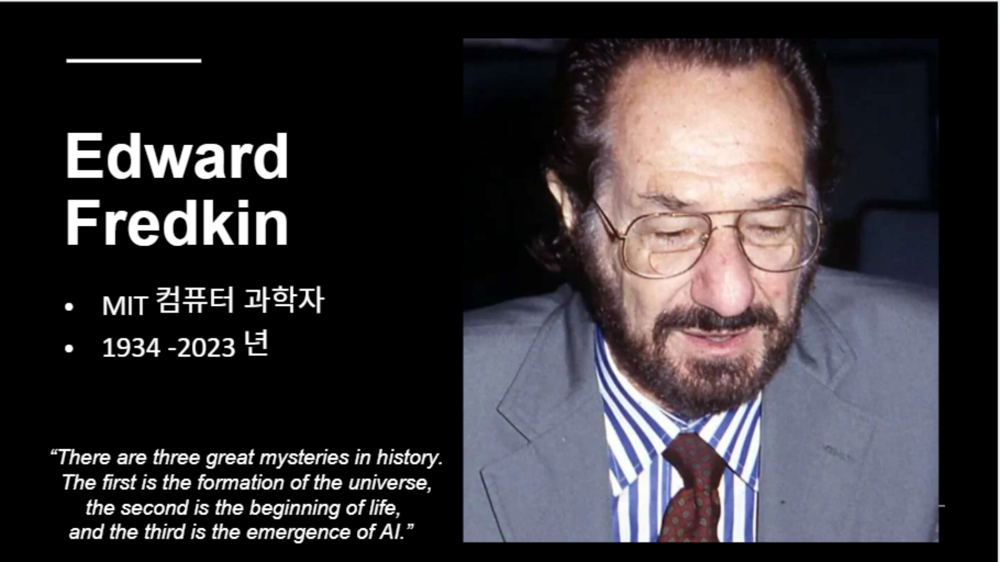 Edward
Fredkin
• MIT 컴퓨터 과학자
• 1934 -2023 년
“There are three great mysteries in history.
The first is the formation of the universe,
the second is the beginning of life,
and the third is the emergence of AI.”